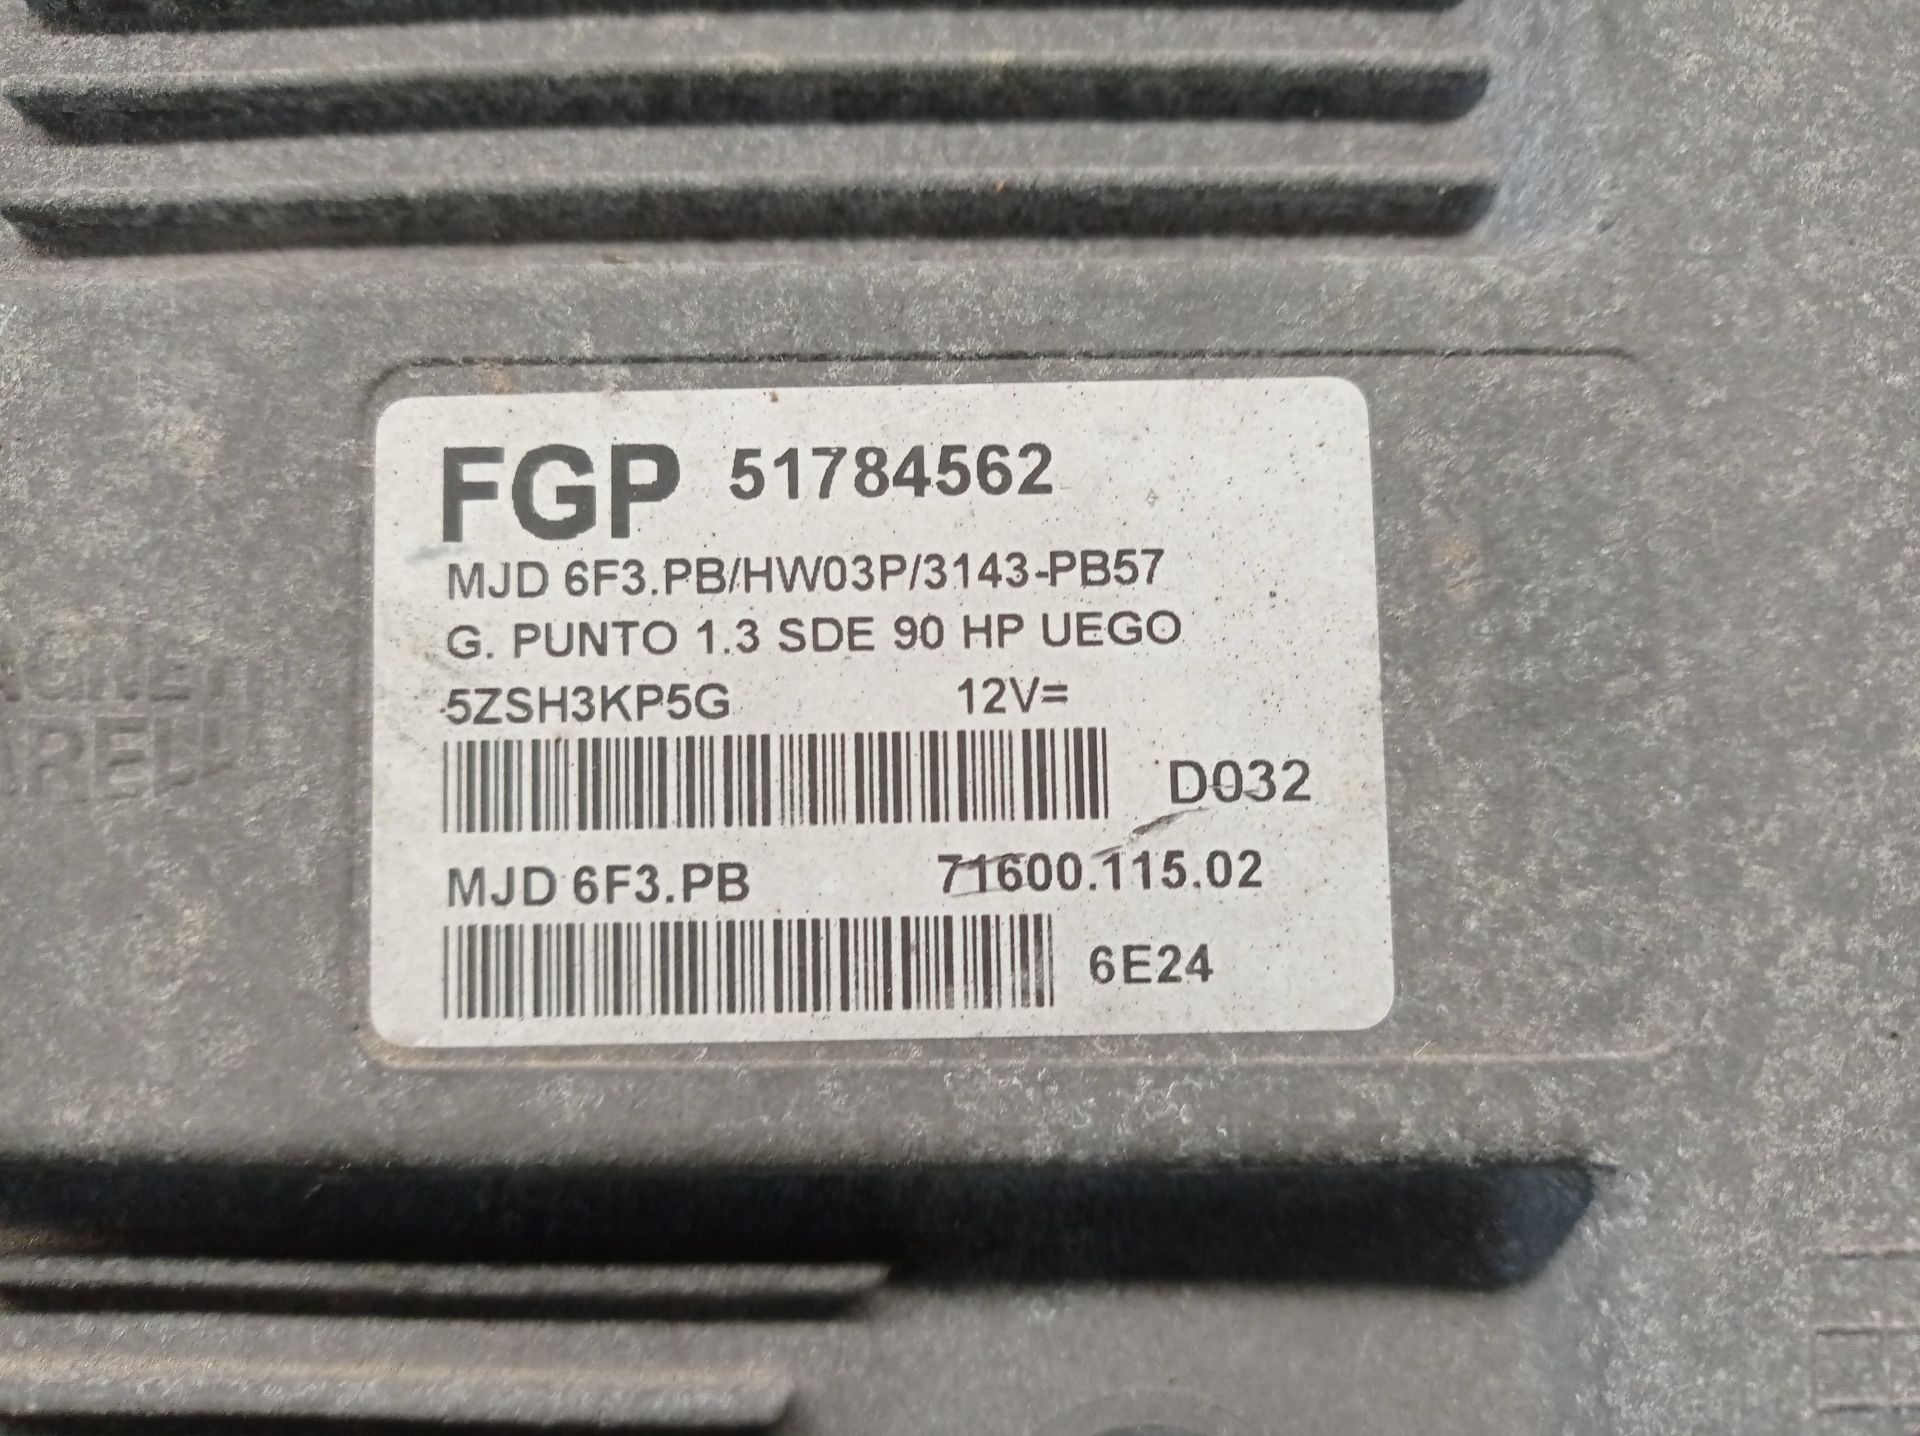 FGP 51784562
MJD 6F3.PB/HW03P/3143-PB57
G. PUNTO 1.3 SDE 90 HP UEGO
5ZSH3KP5G 12V=
D032
MJD 6F3.PB 71600.115.02
6E24